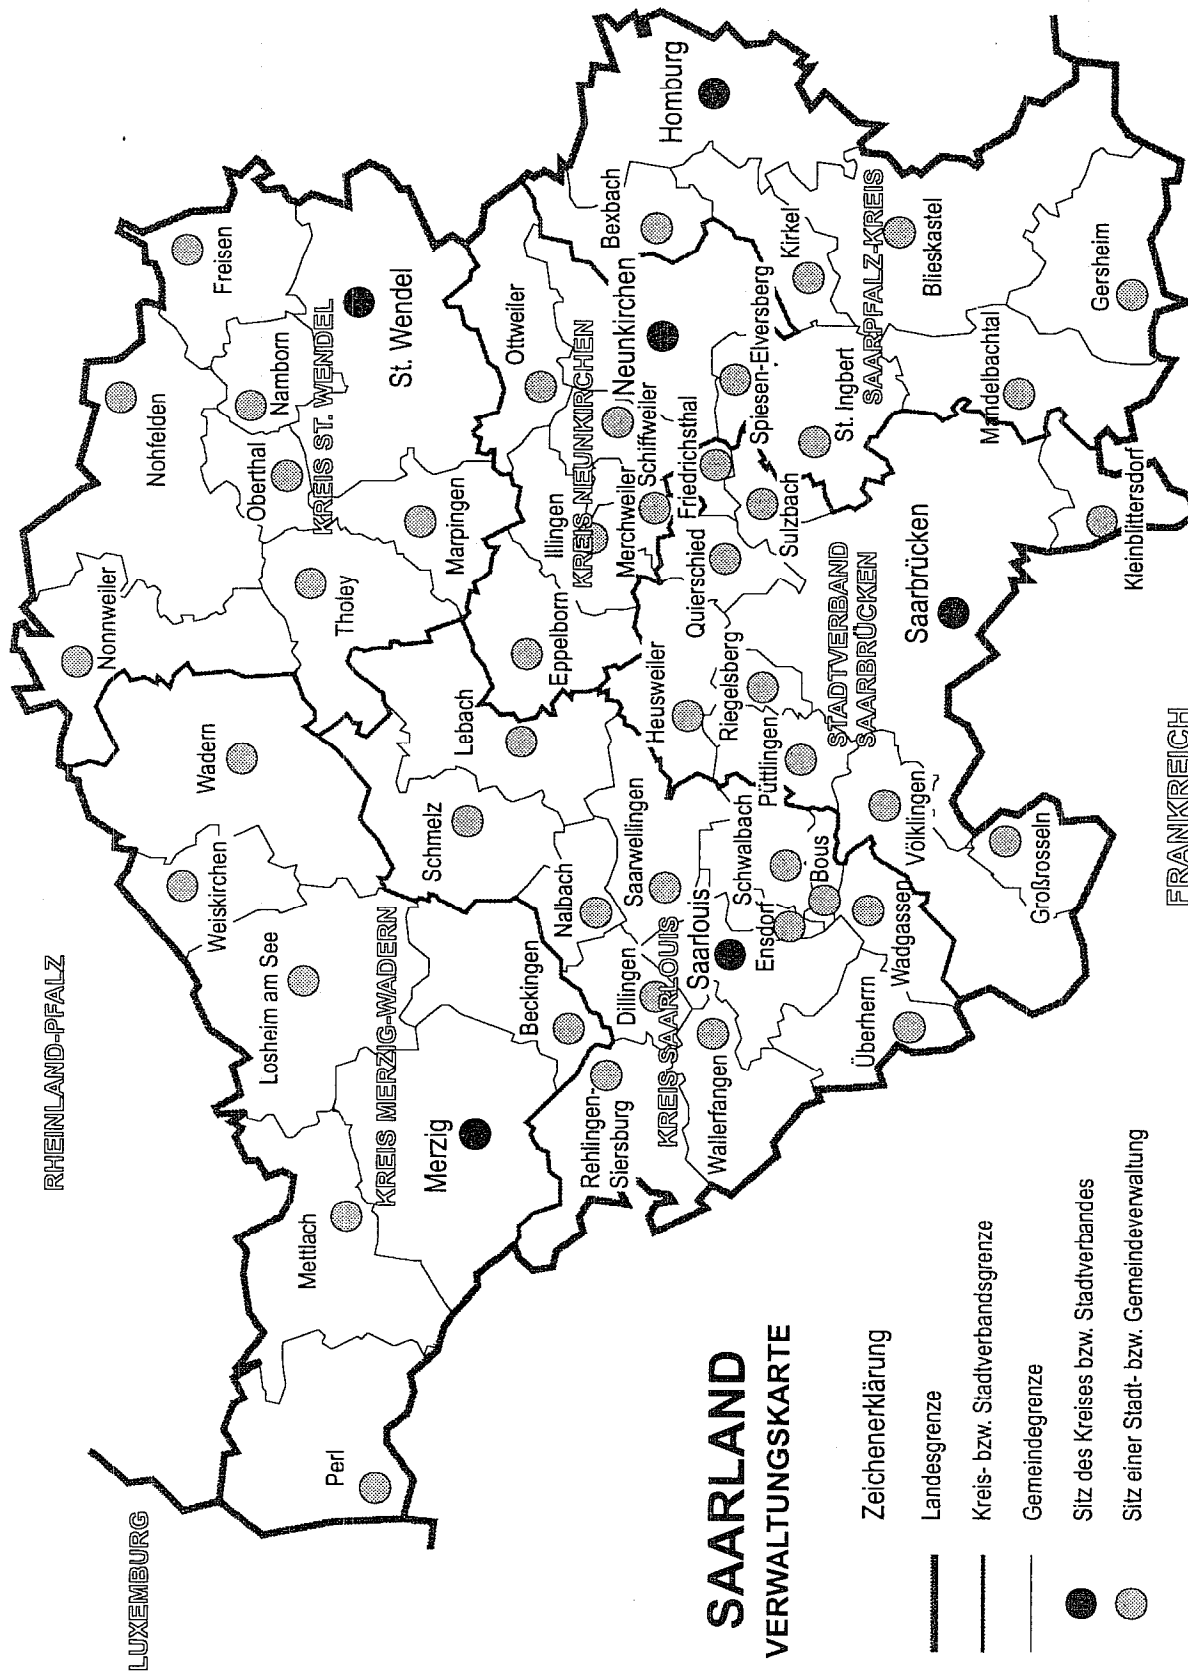 LUXEMBURG
RHEINLAND-PFALZ
FRANKREICH
Nonnweiler
Nohfelden
Freisen
Wadern
Weiskirchen
Losheim am See
Oberthal
Namborn
KREIS ST. WENDEL
Tholey
St. Wendel
Mettlach
Perl
KREIS MERZIG-WADERN
Merzig
Marpingen
Schmelz
Lebach
Beckingen
Eppelborn
Illingen
Ottweiler
KREIS NEUNKIRCHEN
Nalbach
Rehlingen-
Siersburg
Dillingen
Saarwellingen
Merchweiler
Schiffweiler
Neunkirchen
Bexbach
Homburg
KREIS SAARLOUIS
Saarlouis
Wallerfangen
Heusweiler
Quierschied
Friedrichsthal
Spiesen-Elversberg
Kirkel
Schwalbach
Ensdorf
Bous
Püttlingen
Riegelsberg
Sulzbach
St. Ingbert
SAARPFALZ-KREIS
STADTVERBAND
SAARBRÜCKEN
Überherrn
Wadgassen
Völklingen
Saarbrücken
Blieskastel
Mandelbachtal
Gersheim
Großrosseln
Kleinblittersdorf
SAARLAND
VERWALTUNGSKARTE
Zeichenerklärung
Landesgrenze
Kreis- bzw. Stadtverbandsgrenze
Gemeindegrenze
Sitz des Kreises bzw. Stadtverbandes
Sitz einer Stadt- bzw. Gemeindeverwaltung